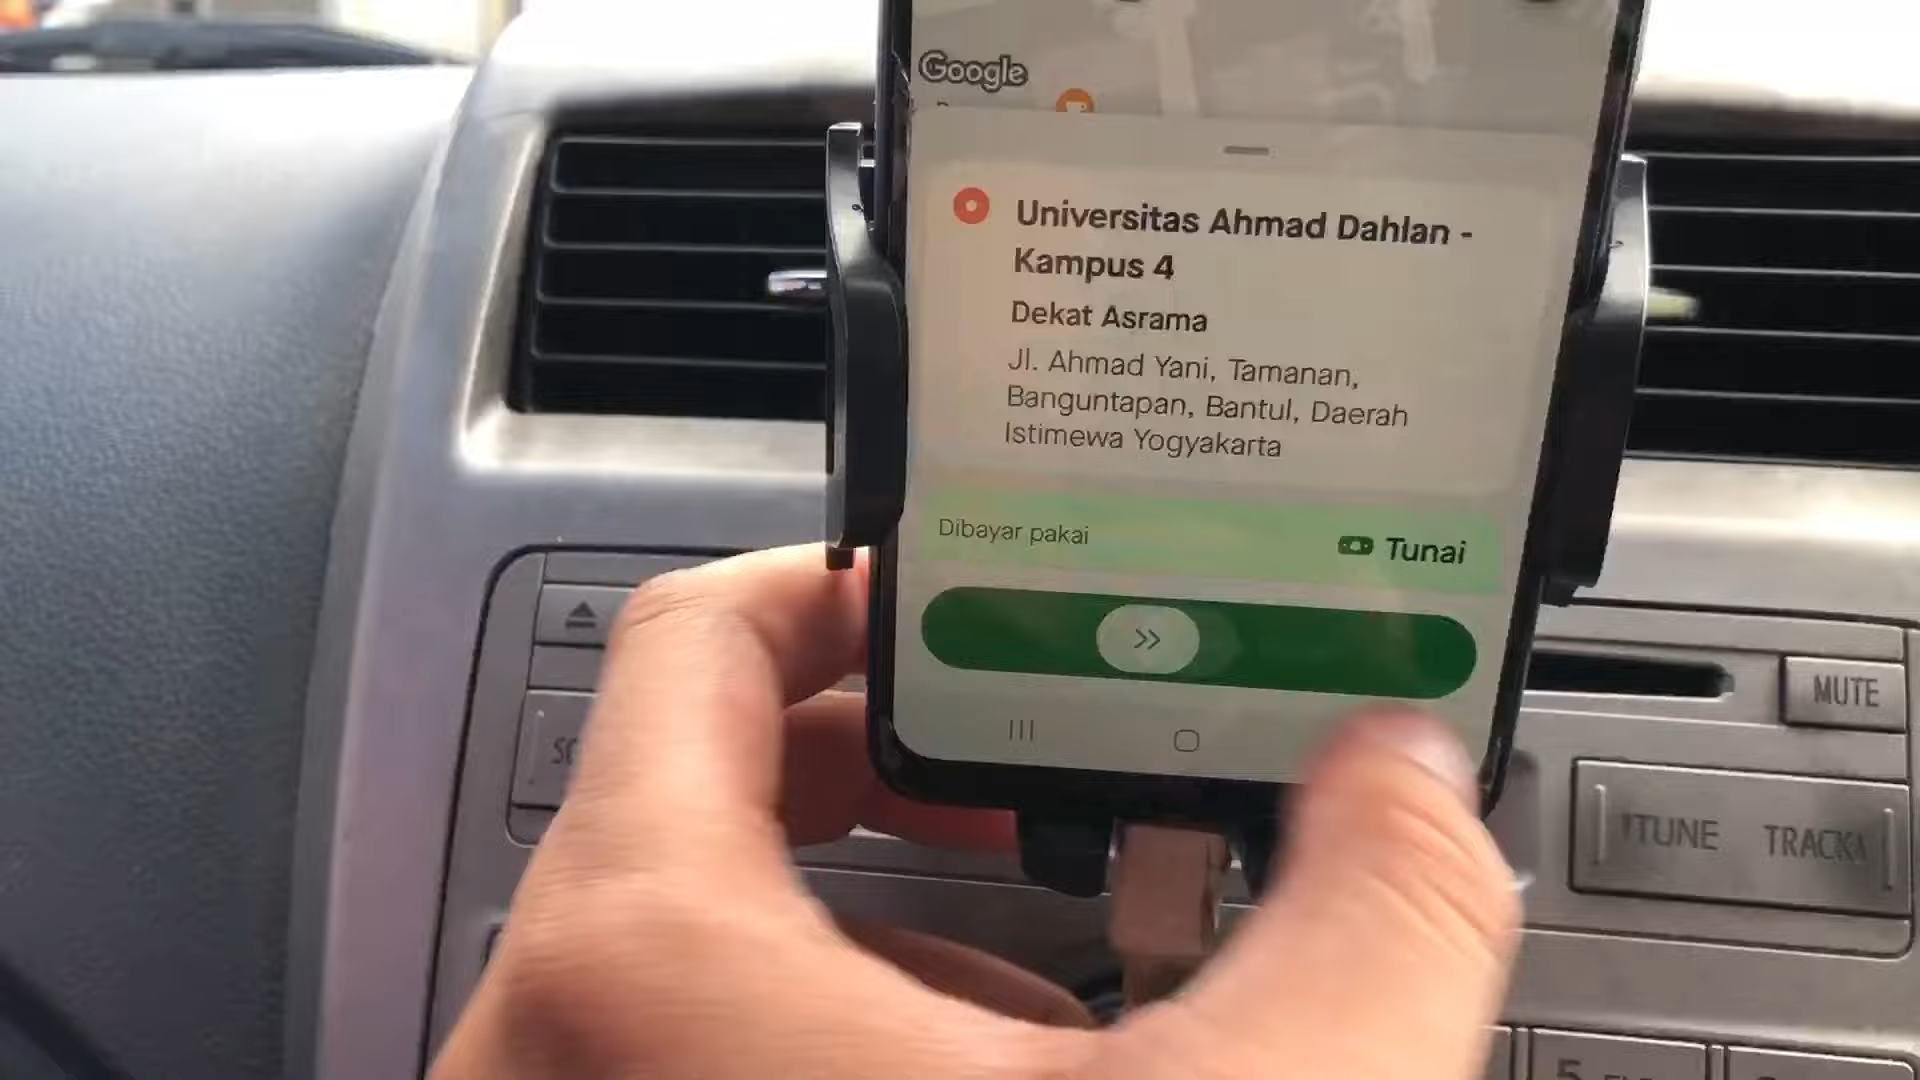 Google
Universitas Ahmad Dahlan -
Kampus 4
Dekat Asrama
Jl. Ahmad Yani, Tamanan,
Banguntapan, Bantul, Daerah
Istimewa Yogyakarta
Dibayar pakai
Tunai
MUTE
TUNE TRACK
5